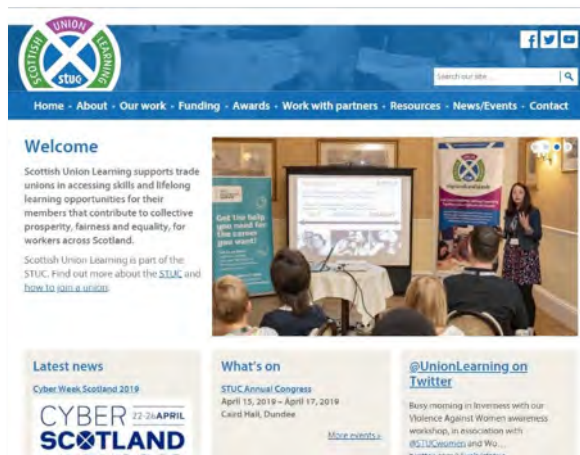 SCOTTISH UNION LEARNING
stuc
Search our site ...
Home - About - Our work - Funding - Awards - Work with partners - Resources - News/Events - Contact
Welcome
Scottish Union Learning supports trade
unions in accessing skills and lifelong
learning opportunities for their
members that contribute to collective
prosperity, fairness and equality, for
workers across Scotland.
Scottish Union Learning is part of the
STUC. Find out more about the STUC and
how to join a union.
Get the help
you need for
the career
you want!
Latest news
Cyber Week Scotland 2019
CYBER 22-26 APRIL
SCOTLAND
What's on
STUC Annual Congress
April 15, 2019 – April 17, 2019
Caird Hall, Dundee
More events »
@UnionLearning on
Twitter
Busy morning in Inverness with our
Violence Against Women awareness
workshop, in association with
@STUCwomen and Wo...